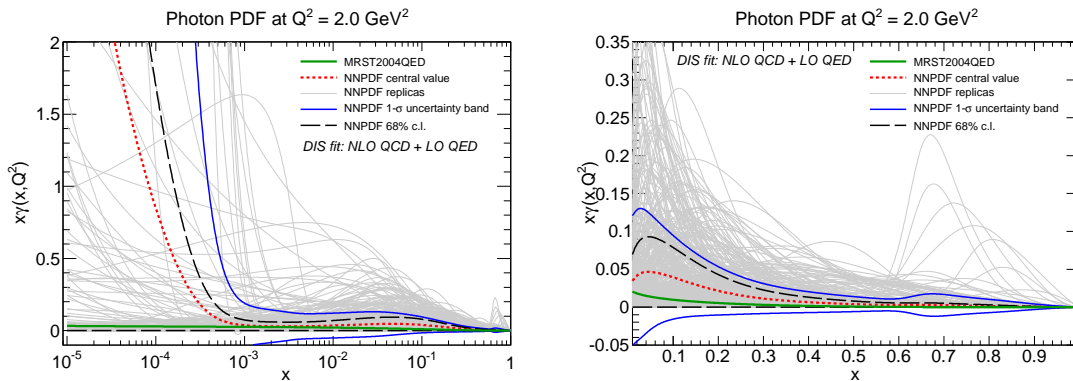 Photon PDF at Q² = 2.0 GeV²
xγ(x,Q²)
2
1.5
1
0.5
0
MRST2004QED
NNPDF central value
NNPDF replicas
NNPDF 1-σ uncertainty band
NNPDF 68% c.l.
DIS fit: NLO QCD + LO QED
10⁻⁵ 10⁻⁴ 10⁻³ 10⁻² 10⁻¹ 1
x
Photon PDF at Q² = 2.0 GeV²
xγ(x,Q²)
0.35
0.3
0.25
0.2
0.15
0.1
0.05
0
-0.05
DIS fit: NLO QCD + LO QED
MRST2004QED
NNPDF central value
NNPDF replicas
NNPDF 1-σ uncertainty band
NNPDF 68% c.l.
0.1 0.2 0.3 0.4 0.5 0.6 0.7 0.8 0.9
x